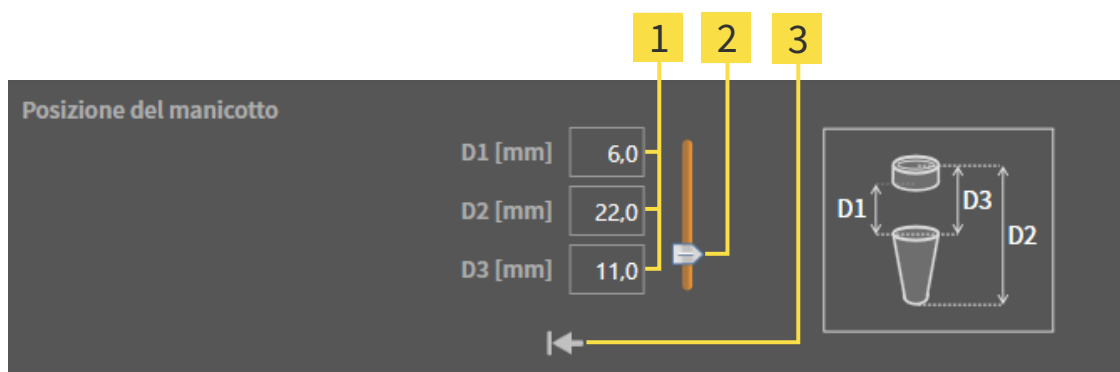 1 2 3
Posizione del manicotto
D1 [mm] 6,0
D2 [mm] 22,0
D3 [mm] 11,0
D1 D3
D2